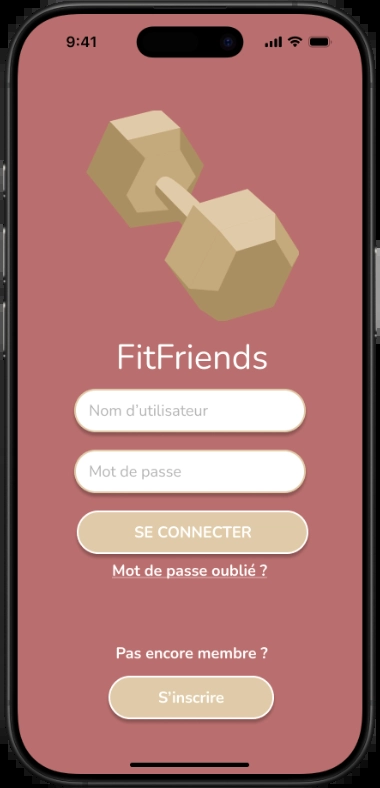 9:41
FitFriends
Nom d'utilisateur
Mot de passe
SE CONNECTER
Mot de passe oublié ?
Pas encore membre ?
S'inscrire